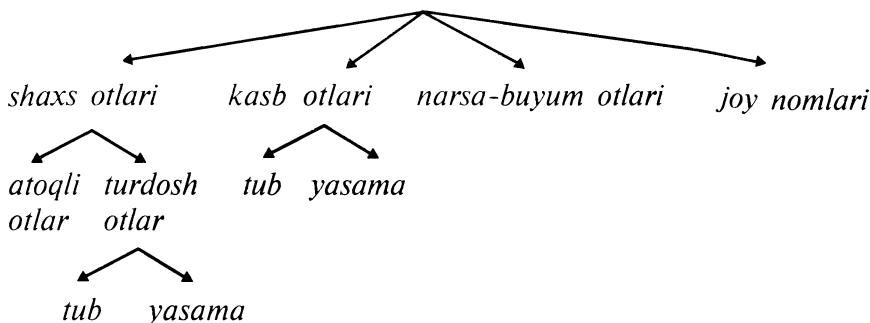 shaxs otlari kasb otlari narsa-buyum otlari joy nomlari
atoqli turdosh tub yasama
otlar otlar
tub yasama